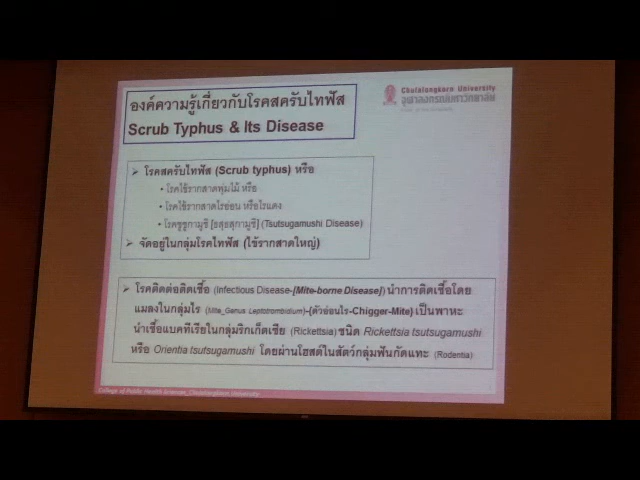 องค์ความรู้เกี่ยวกับโรคสครับไทฟัส
Scrub Typhus & Its Disease
Chulalongkorn University
จุฬาลงกรณ์มหาวิทยาลัย
➢ โรคสครับไทฟัส (Scrub typhus) หรือ
• โรคไข้รากสาดพุ่มไม้ หรือ
• โรคไข้รากสาดไรอ่อน หรือไรแดง
• โรคซูซูกามูชิ [ซสุซสุกามูชิ] (Tsutsugamushi Disease)
➢ จัดอยู่ในกลุ่มโรคไทฟัส (ไข้รากสาดใหญ่)
➢ โรคติดต่อติดเชื้อ (Infectious Disease-[Mite-borne Disease]) นำการติดเชื้อโดย
แมลงในกลุ่มไร (Mite_Genus Leptotrombidium)-(ตัวอ่อนไร-Chigger-Mite) เป็นพาหะ
นำเชื้อแบคทีเรียในกลุ่มริกเก็ตเซีย (Rickettsia) ชนิด Rickettsia tsutsugamushi
หรือ Orientia tsutsugamushi โดยผ่านโฮสต์ในสัตว์กลุ่มฟันกัดแทะ (Rodentia)
College of Public Health Sciences_Chulalongkorn University